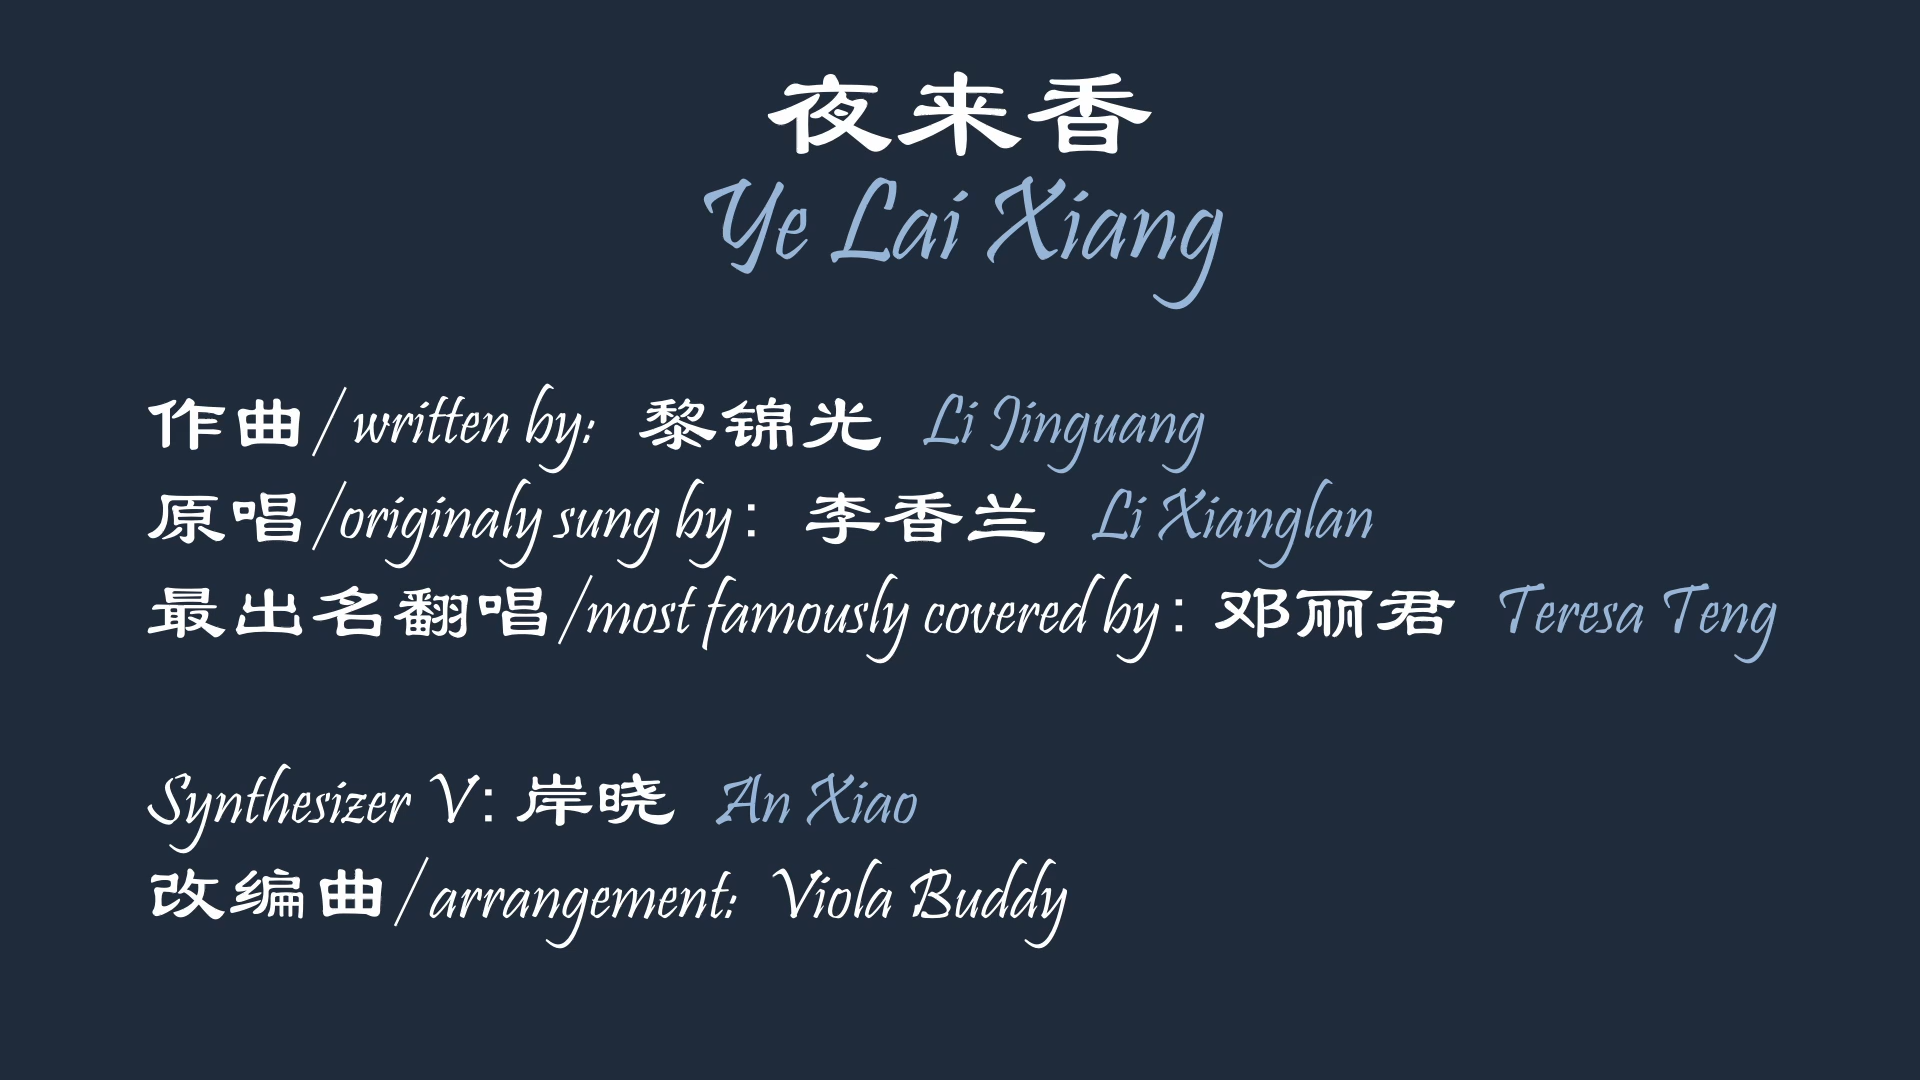 夜来香
Ye Lai Xiang
作曲/written by: 黎锦光 Li Jinguang
原唱/originaly sung by: 李香兰 Li Xianglan
最出名翻唱/most famously covered by: 邓丽君 Teresa Teng
Synthesizer V: 岸晓 An Xiao
改编曲/arrangement: Viola Buddy